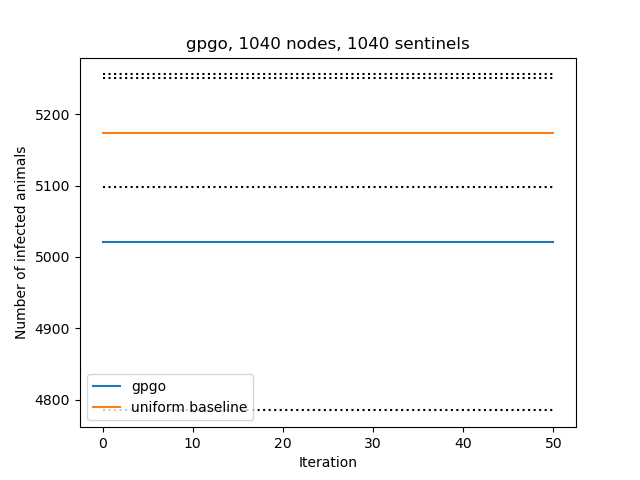 gpgo, 1040 nodes, 1040 sentinels
Number of infected animals
5200
5100
5000
4900
4800
gpgo
uniform baseline
0 10 20 30 40 50
Iteration